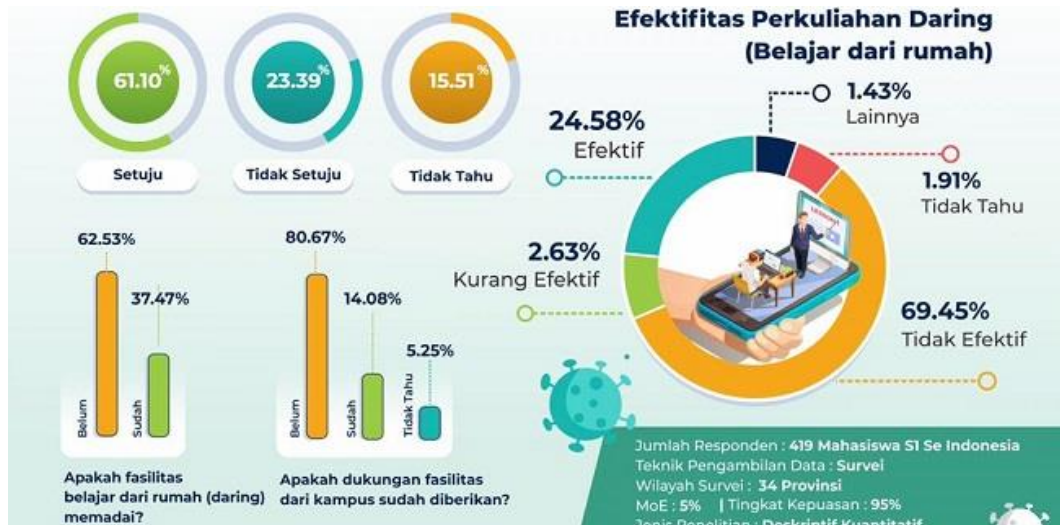 61.10%
Setuju
23.39%
Tidak Setuju
15.51%
Tidak Tahu
62.53%
37.47%
Belum
Sudah
Apakah fasilitas
belajar dari rumah (daring)
memadai?
80.67%
14.08%
5.25%
Belum
Sudah
Tidak Tahu
Apakah dukungan fasilitas
dari kampus sudah diberikan?
Efektifitas Perkuliahan Daring
(Belajar dari rumah)
1.43%
Lainnya
24.58%
Efektif
1.91%
Tidak Tahu
2.63%
Kurang Efektif
69.45%
Tidak Efektif
Jumlah Responden : 419 Mahasiswa S1 Se Indonesia
Teknik Pengambilan Data : Survei
Wilayah Survei : 34 Provinsi
MoE : 5% | Tingkat Kepuasan : 95%
Jenis Penelitian : Deskriptif Kuantitatif